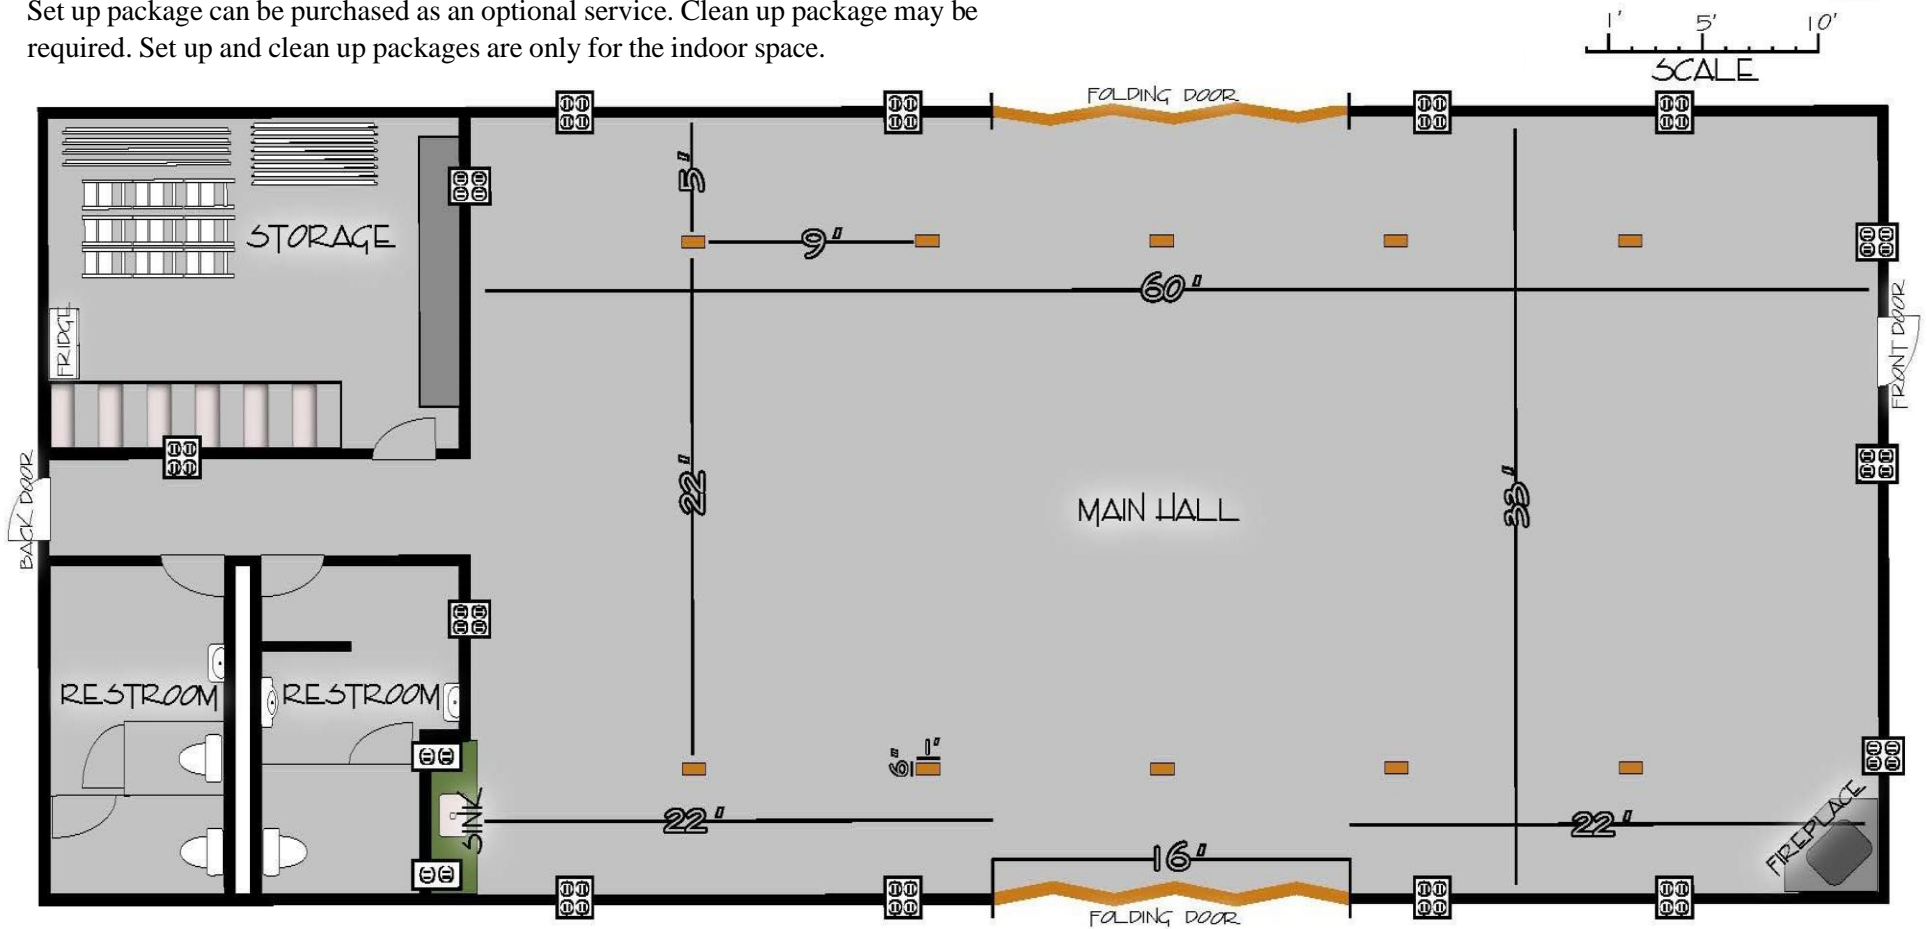 Set up package can be purchased as an optional service. Clean up package may be
required. Set up and clean up packages are only for the indoor space.
1' 5' 10'
SCALE
FOLDING DOOR
5'
STORAGE
9'
60'
FRIDGE
FRONT DOOR
BACK DOOR
22'
MAIN HALL
33'
RESTROOM
RESTROOM
6" 1'
SINK
22'
16'
22'
FIREPLACE
FOLDING DOOR